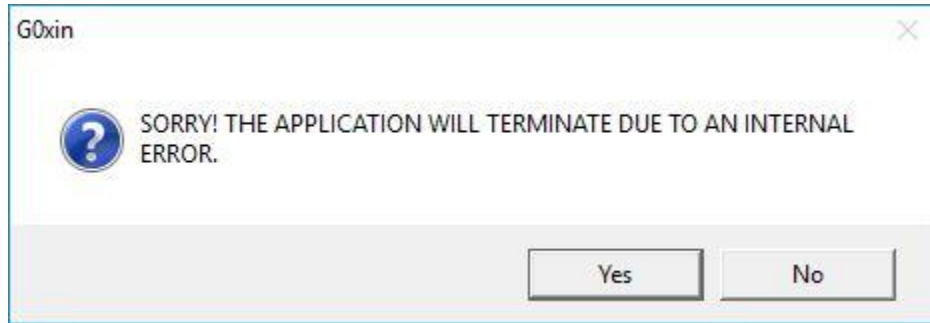 G0xin
SORRY! THE APPLICATION WILL TERMINATE DUE TO AN INTERNAL
ERROR.
Yes
No